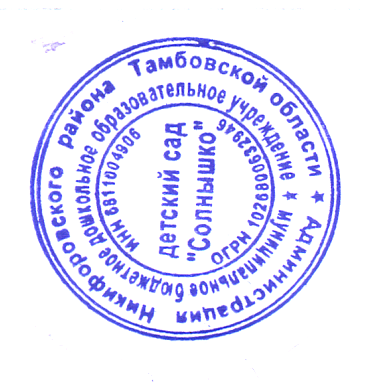 ★ Администрация Никифоровского района Тамбовской области
★ муниципальное бюджетное дошкольное образовательное учреждение
ИНН 6811004906
ОГРН 1026800632946
детский сад
"Солнышко"